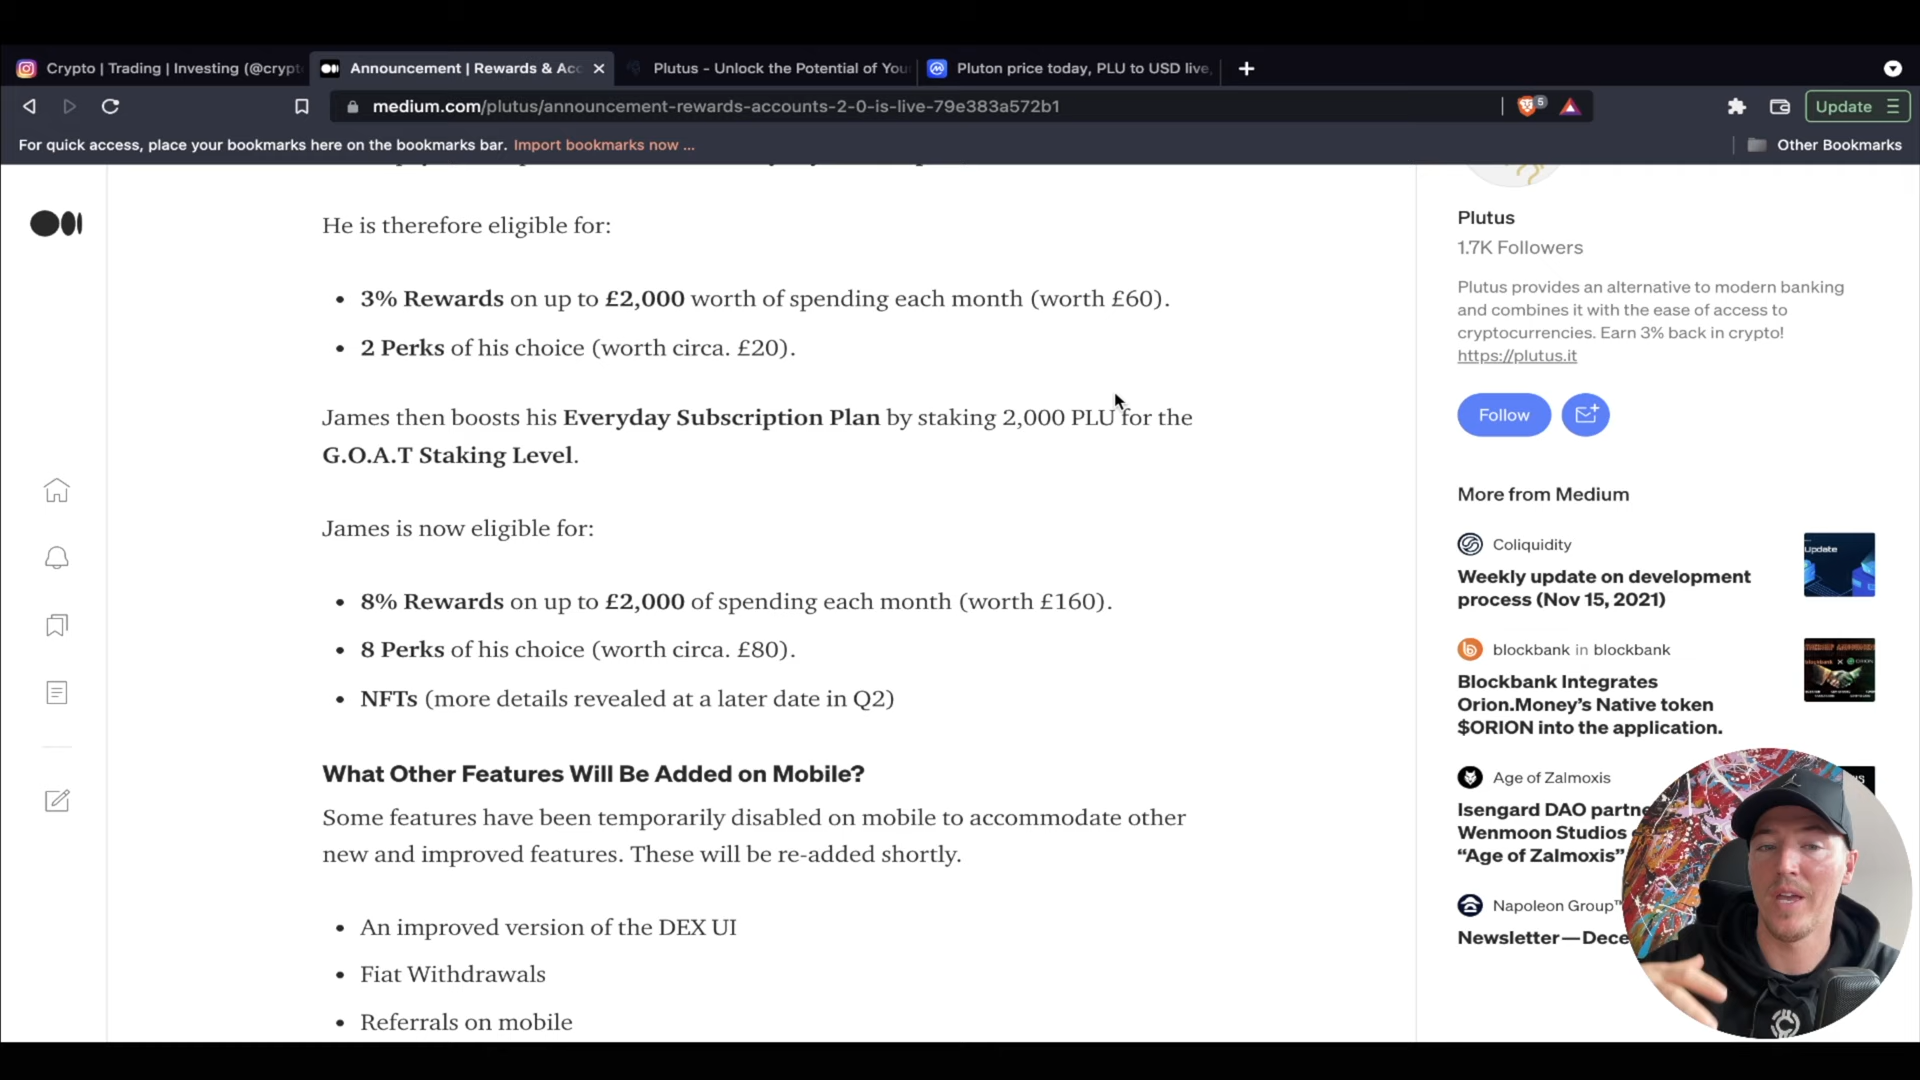 Crypto | Trading | Investing (@crypt
Announcement | Rewards & Acc
Plutus - Unlock the Potential of You
Pluton price today, PLU to USD live,
medium.com/plutus/announcement-rewards-accounts-2-0-is-live-79e383a572b1
5
Update
For quick access, place your bookmarks here on the bookmarks bar. Import bookmarks now ...
Other Bookmarks
He is therefore eligible for:
• 3% Rewards on up to £2,000 worth of spending each month (worth £60).
• 2 Perks of his choice (worth circa. £20).
James then boosts his Everyday Subscription Plan by staking 2,000 PLU for the
G.O.A.T Staking Level.
James is now eligible for:
• 8% Rewards on up to £2,000 of spending each month (worth £160).
• 8 Perks of his choice (worth circa. £80).
• NFTs (more details revealed at a later date in Q2)
What Other Features Will Be Added on Mobile?
Some features have been temporarily disabled on mobile to accommodate other
new and improved features. These will be re-added shortly.
• An improved version of the DEX UI
• Fiat Withdrawals
• Referrals on mobile
Plutus
1.7K Followers
Plutus provides an alternative to modern banking
and combines it with the ease of access to
cryptocurrencies. Earn 3% back in crypto!
https://plutus.it
Follow
More from Medium
Coliquidity
Weekly update on development
process (Nov 15, 2021)
Update
blockbank in blockbank
Blockbank Integrates
Orion.Money's Native token
$ORION into the application.
Age of Zalmoxis
Isengard DAO partne
Wenmoon Studios
“Age of Zalmoxis”
Napoleon Group™
Newsletter — Dece